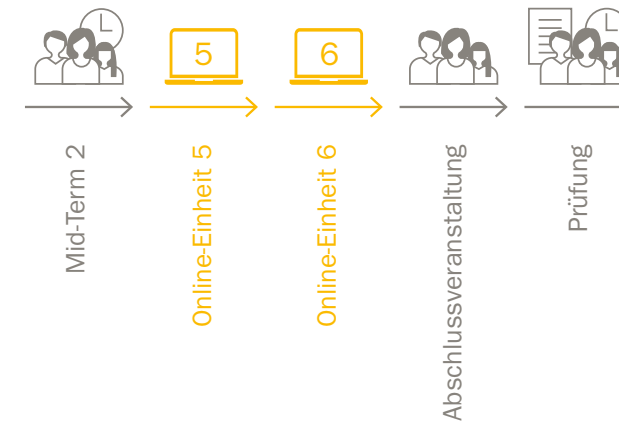 5
6
Mid-Term 2
Online-Einheit 5
Online-Einheit 6
Abschlussveranstaltung
Prüfung